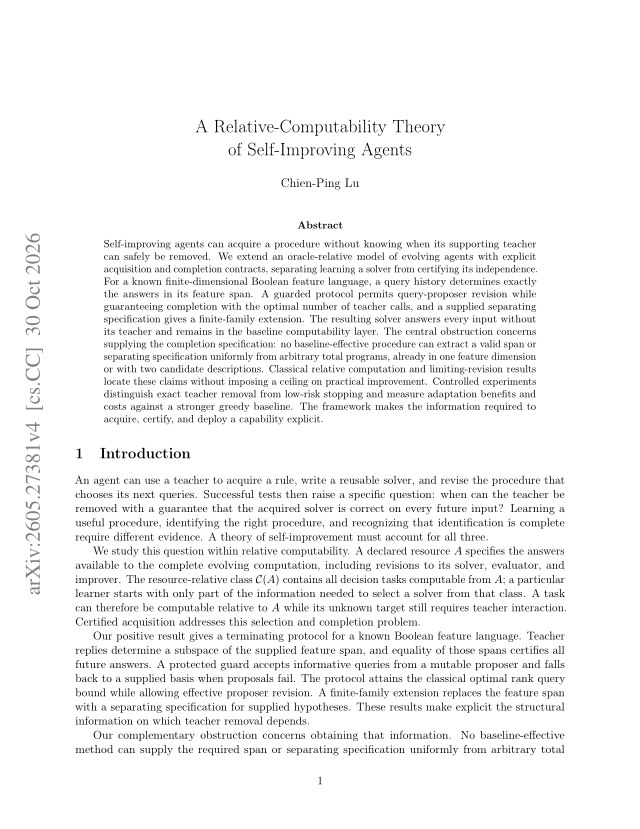 A Relative-Computability Theory
of Self-Improving Agents
Chien-Ping Lu
Abstract
Self-improving agents can acquire a procedure without knowing when its supporting teacher
can safely be removed. We extend an oracle-relative model of evolving agents with explicit
acquisition and completion contracts, separating learning a solver from certifying its independence.
For a known finite-dimensional Boolean feature language, a query history determines exactly
the answers in its feature span. A guarded protocol permits query-proposer revision while
guaranteeing completion with the optimal number of teacher calls, and a supplied separating
specification gives a finite-family extension. The resulting solver answers every input without
its teacher and remains in the baseline computability layer. The central obstruction concerns
supplying the completion specification: no baseline-effective procedure can extract a valid span or
separating specification uniformly from arbitrary total programs, already in one feature dimension
or with two candidate descriptions. Classical relative computation and limiting-revision results
locate these claims without imposing a ceiling on practical improvement. Controlled experiments
distinguish exact teacher removal from low-risk stopping and measure adaptation benefits and
costs against a stronger greedy baseline. The framework makes the information required to
acquire, certify, and deploy a capability explicit.
1 Introduction
An agent can use a teacher to acquire a rule, write a reusable solver, and revise the procedure that
chooses its next queries. Successful tests then raise a specific question: when can the teacher be
removed with a guarantee that the acquired solver is correct on every future input? Learning a
useful procedure, identifying the right procedure, and recognizing that identification is complete
require different evidence. A theory of self-improvement must account for all three.
We study this question within relative computability. A declared resource A specifies the answers
available to the complete evolving computation, including revisions to its solver, evaluator, and
improver. The resource-relative class C(A) contains all decision tasks computable from A; a particular
learner starts with only part of the information needed to select a solver from that class. A task
can therefore be computable relative to A while its unknown target still requires teacher interaction.
Certified acquisition addresses this selection and completion problem.
Our positive result gives a terminating protocol for a known Boolean feature language. Teacher
replies determine a subspace of the supplied feature span, and equality of those spans certifies all
future answers. A protected guard accepts informative queries from a mutable proposer and falls
back to a supplied basis when proposals fail. The protocol attains the classical optimal rank query
bound while allowing effective proposer revision. A finite-family extension replaces the feature span
with a separating specification for supplied hypotheses. These results make explicit the structural
information on which teacher removal depends.
Our complementary obstruction concerns obtaining that information. No baseline-effective
method can supply the required span or separating specification uniformly from arbitrary total
1
arXiv:2605.27381v4 [cs.CC] 30 Oct 2026